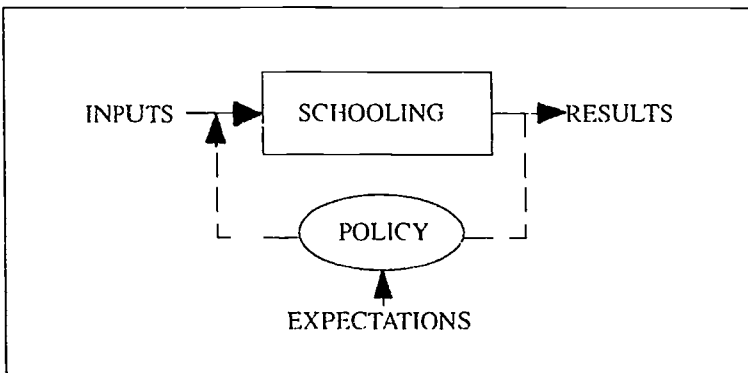 INPUTS
SCHOOLING
RESULTS
POLICY
EXPECTATIONS